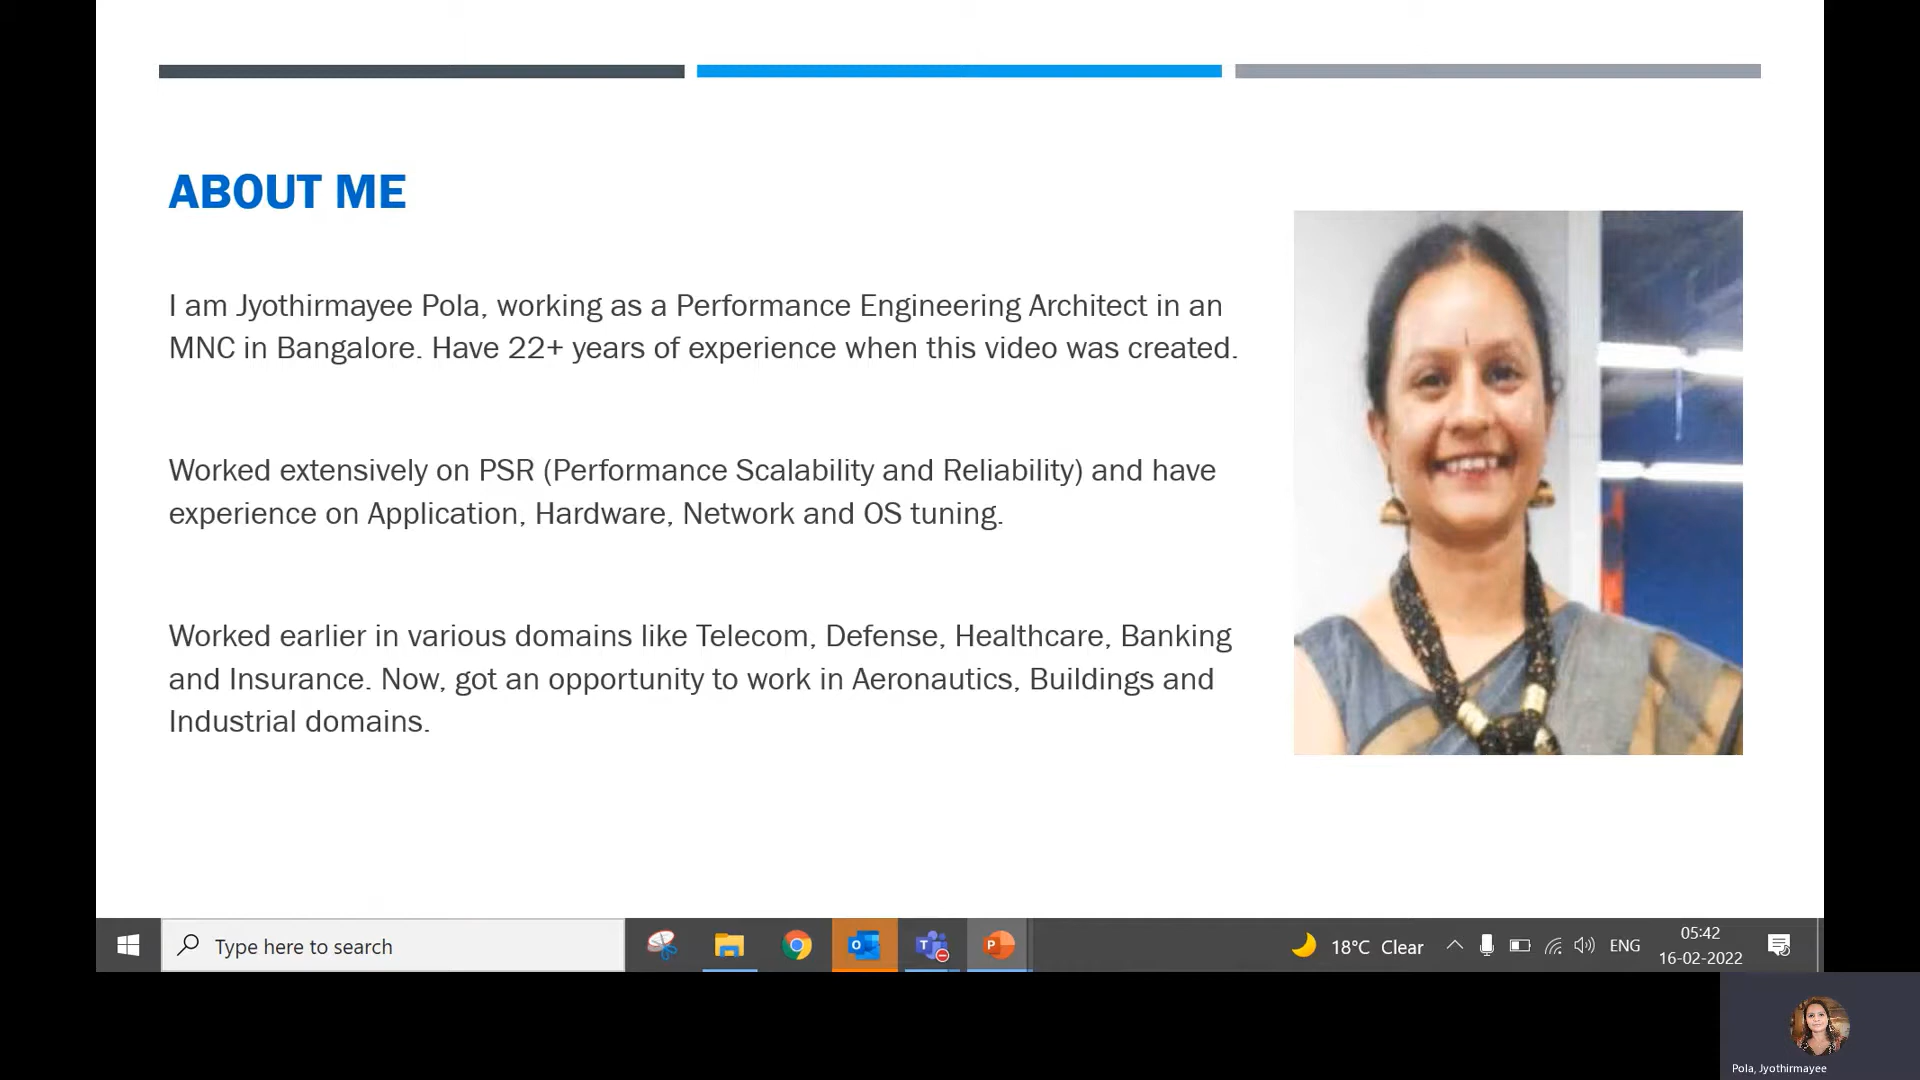 ABOUT ME
I am Jyothirmayee Pola, working as a Performance Engineering Architect in an
MNC in Bangalore. Have 22+ years of experience when this video was created.
Worked extensively on PSR (Performance Scalability and Reliability) and have
experience on Application, Hardware, Network and OS tuning.
Worked earlier in various domains like Telecom, Defense, Healthcare, Banking
and Insurance. Now, got an opportunity to work in Aeronautics, Buildings and
Industrial domains.
Type here to search
18°C Clear
ENG
05:42
16-02-2022
Pola, Jyothirmayee